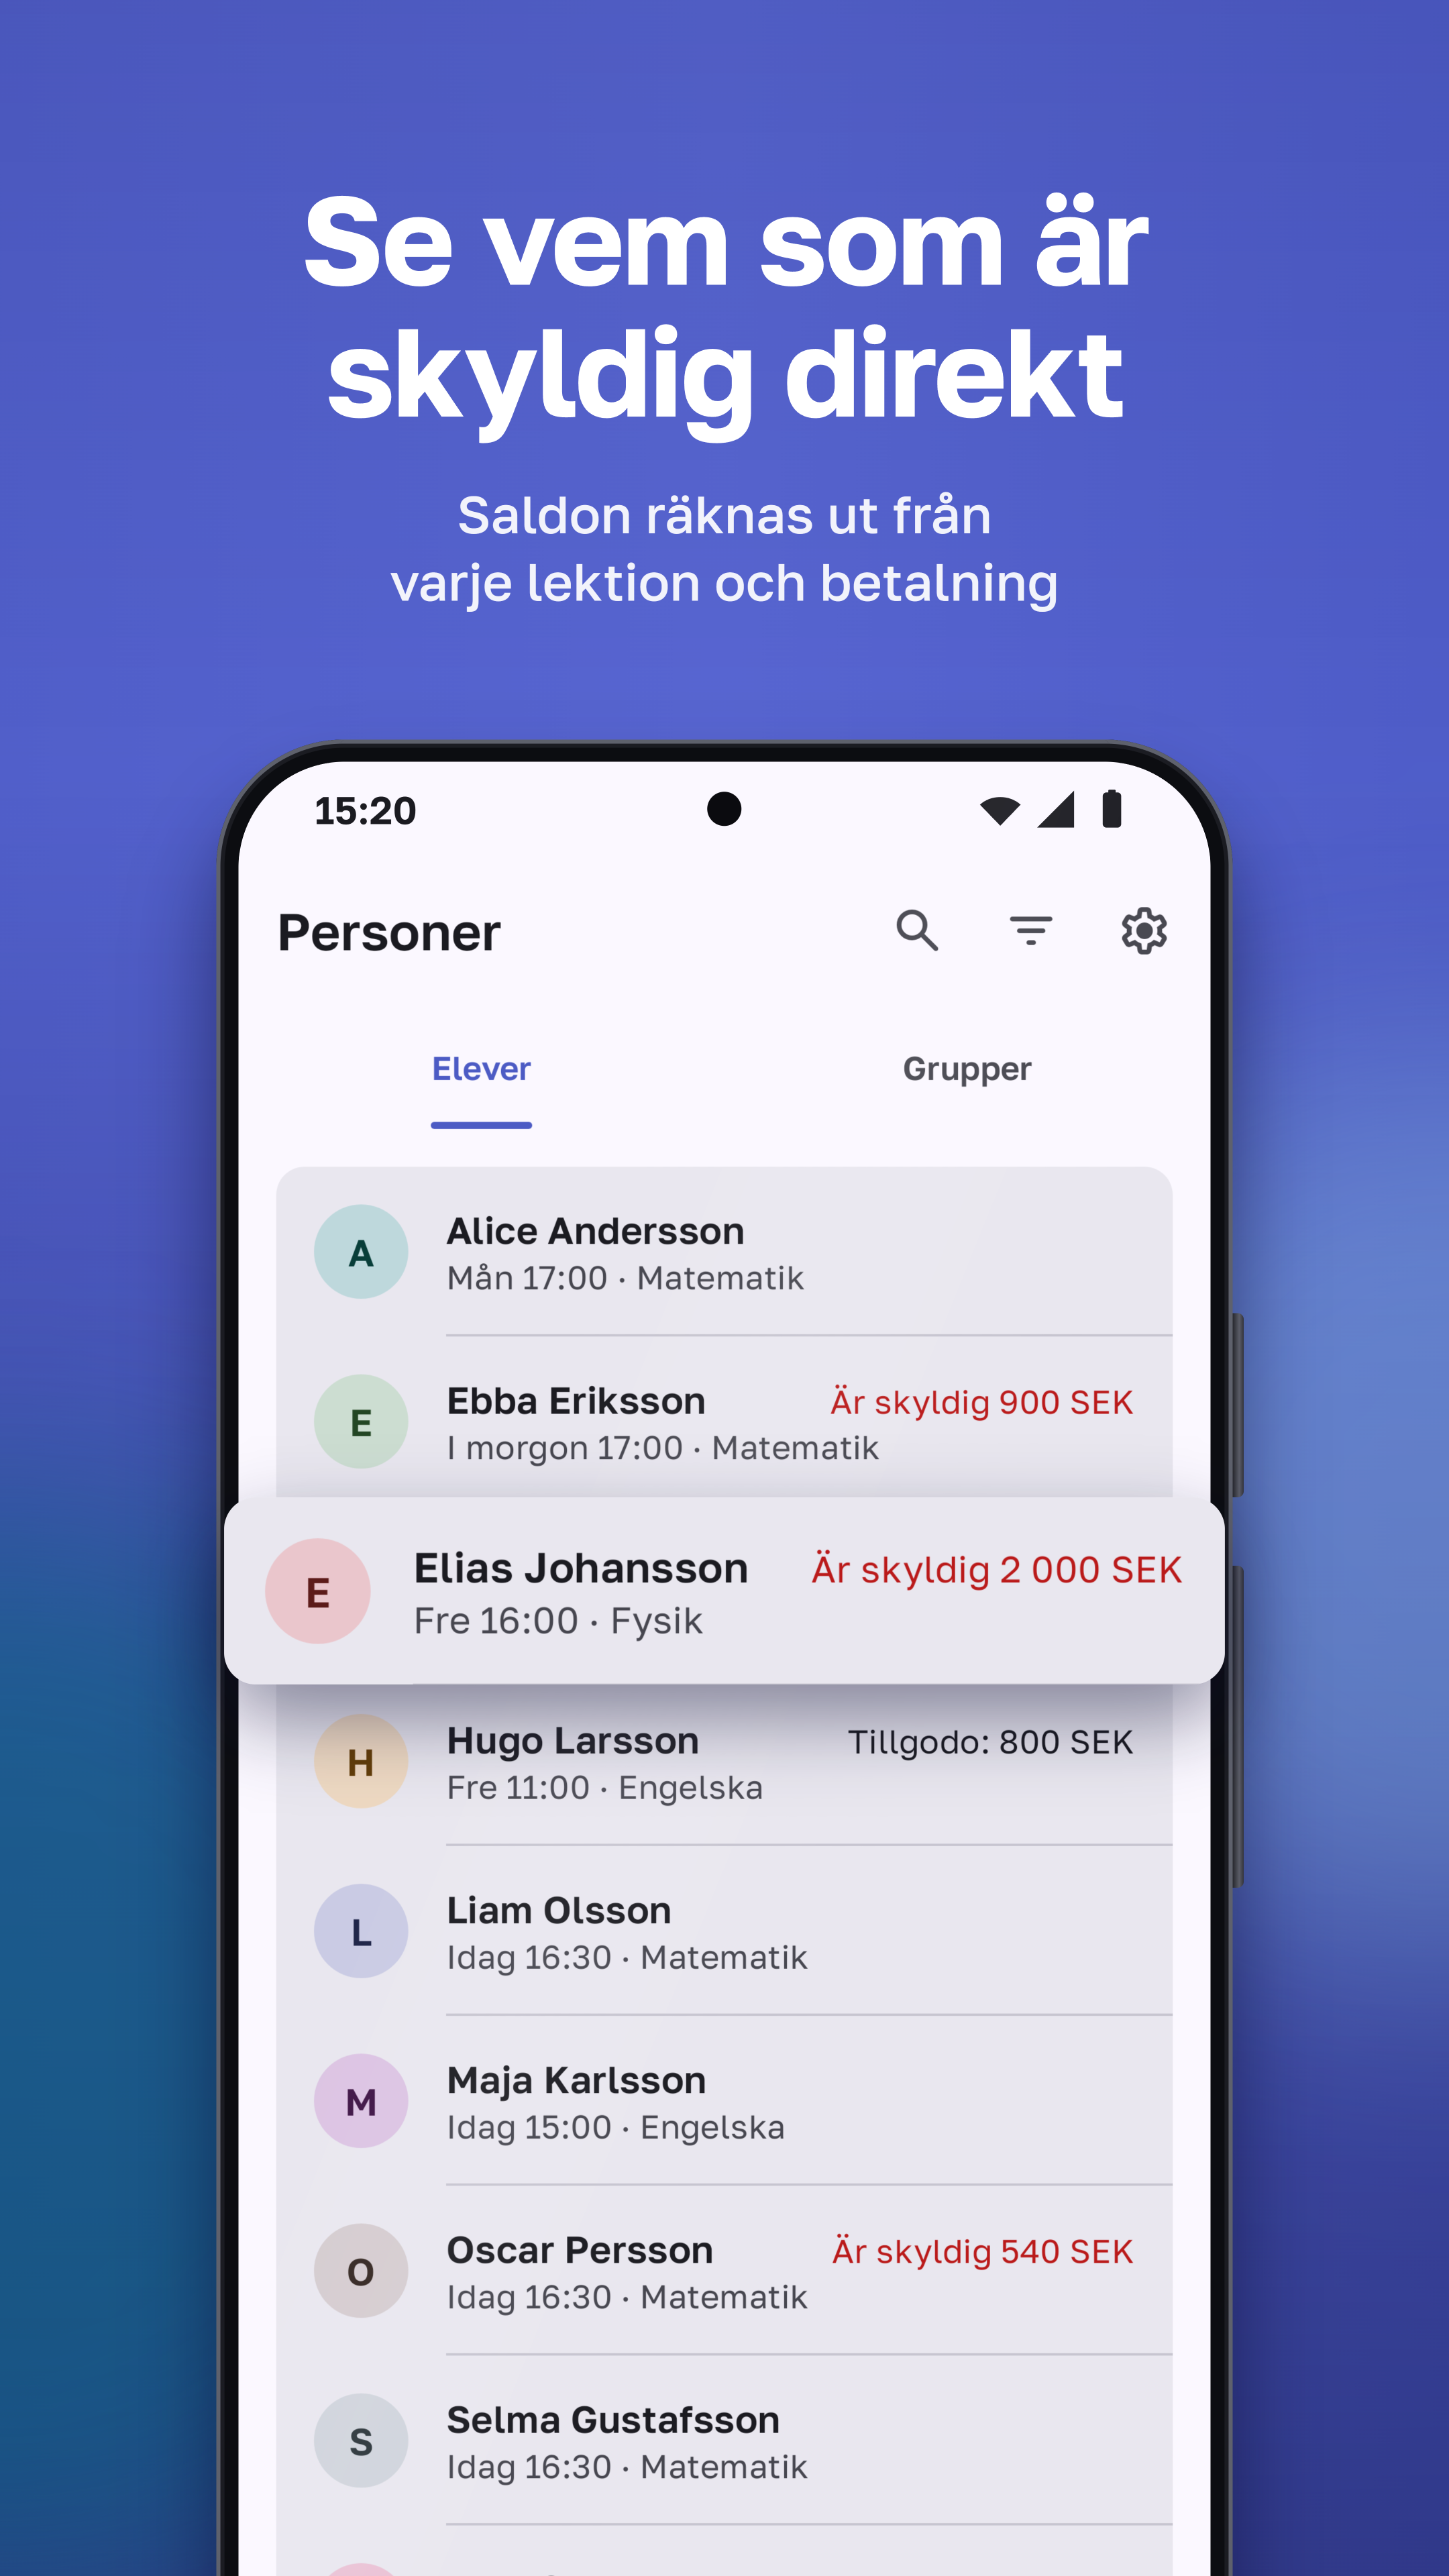 Se vem som är
skyldig direkt
Saldon räknas ut från
varje lektion och betalning
15:20
Personer
Elever
Grupper
A
Alice Andersson
Mån 17:00 · Matematik
E
Ebba Eriksson
Är skyldig 900 SEK
I morgon 17:00 · Matematik
E
Elias Johansson
Är skyldig 2 000 SEK
Fre 16:00 · Fysik
H
Hugo Larsson
Tillgodo: 800 SEK
Fre 11:00 · Engelska
L
Liam Olsson
Idag 16:30 · Matematik
M
Maja Karlsson
Idag 15:00 · Engelska
O
Oscar Persson
Är skyldig 540 SEK
Idag 16:30 · Matematik
S
Selma Gustafsson
Idag 16:30 · Matematik